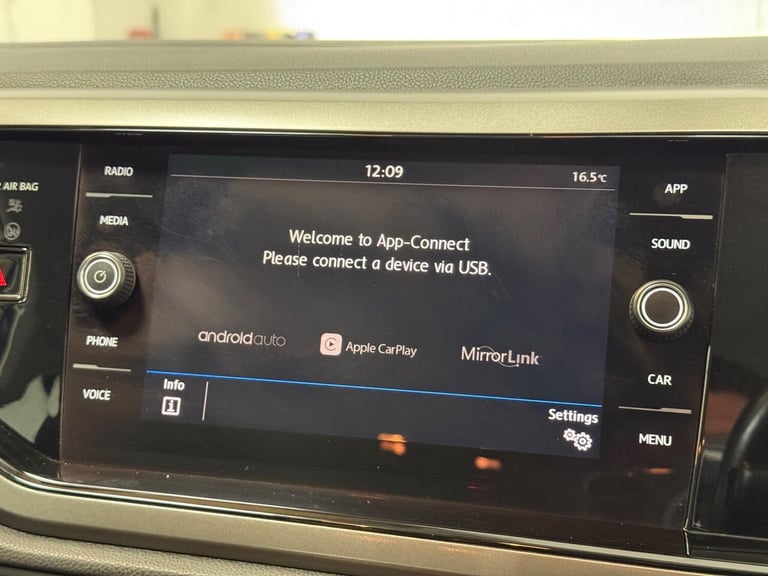 AIR BAG
RADIO
MEDIA
PHONE
VOICE
12:09
16.5°C
Welcome to App-Connect
Please connect a device via USB.
androidauto
Apple CarPlay
MirrorLink
Info
i
Settings
APP
SOUND
CAR
MENU